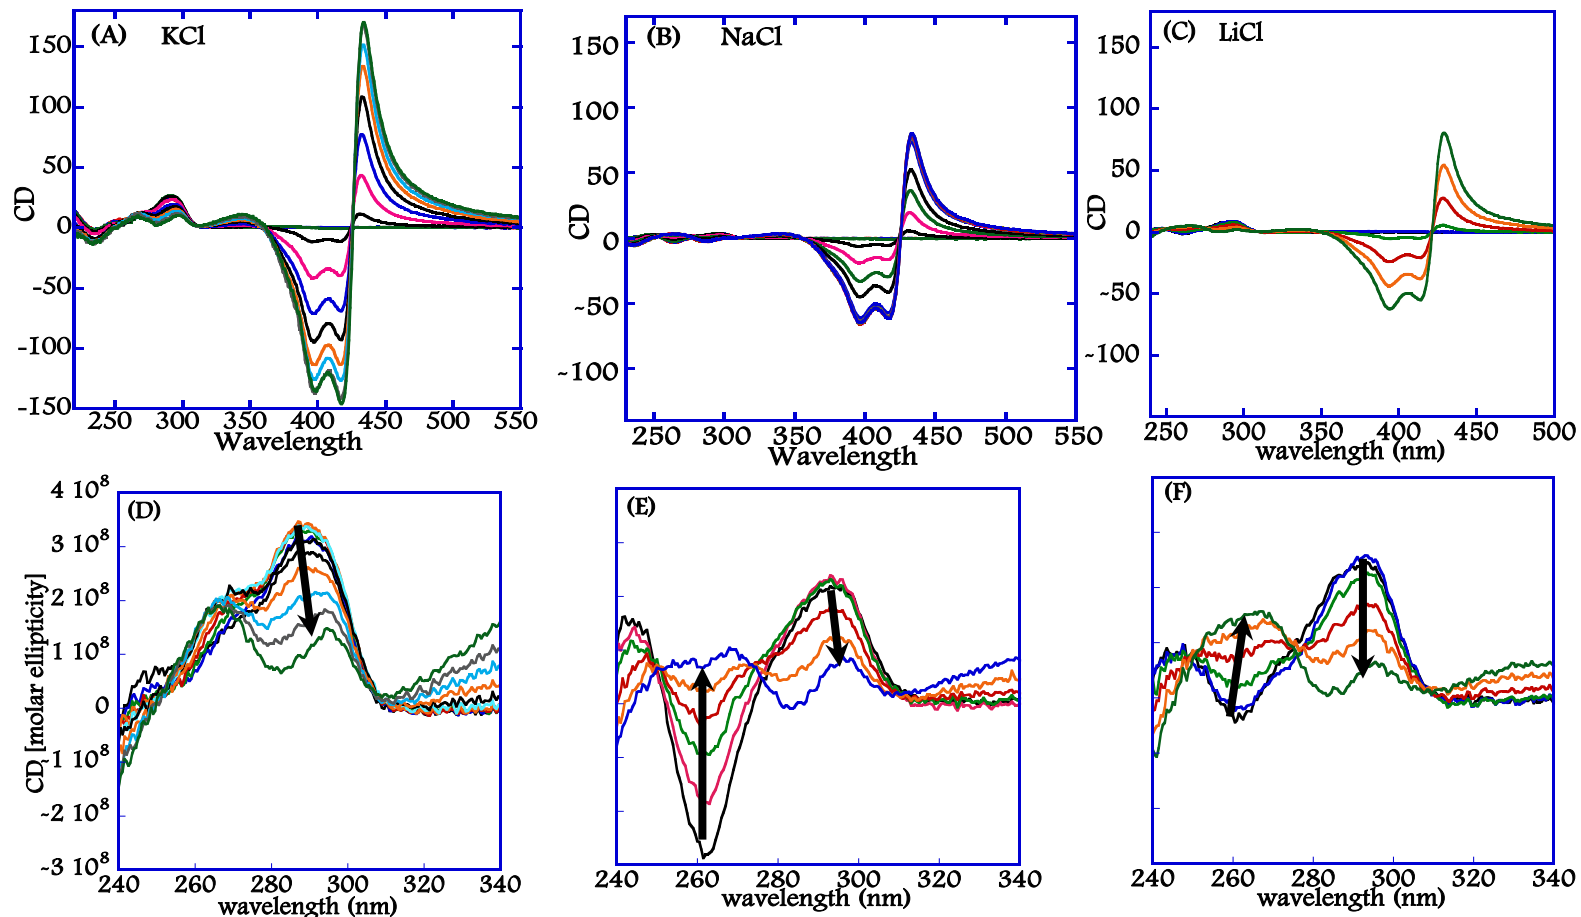 (A) KCl
150
100
50
0
-50
-100
-150
CD
250 300 350 400 450 500 550
Wavelength
(B) NaCl
150
100
50
0
-50
-100
CD
250 300 350 400 450 500 550
Wavelength
(C) LiCl
150
100
50
0
-50
-100
CD
250 300 350 400 450 500
wavelength (nm)
(D)
4 10⁸
3 10⁸
2 10⁸
1 10⁸
0
-1 10⁸
-2 10⁸
-3 10⁸
CD, [molar ellipticity]
240 260 280 300 320 340
wavelength (nm)
(E)
240 260 280 300 320 340
wavelength (nm)
(F)
240 260 280 300 320 340
wavelength (nm)